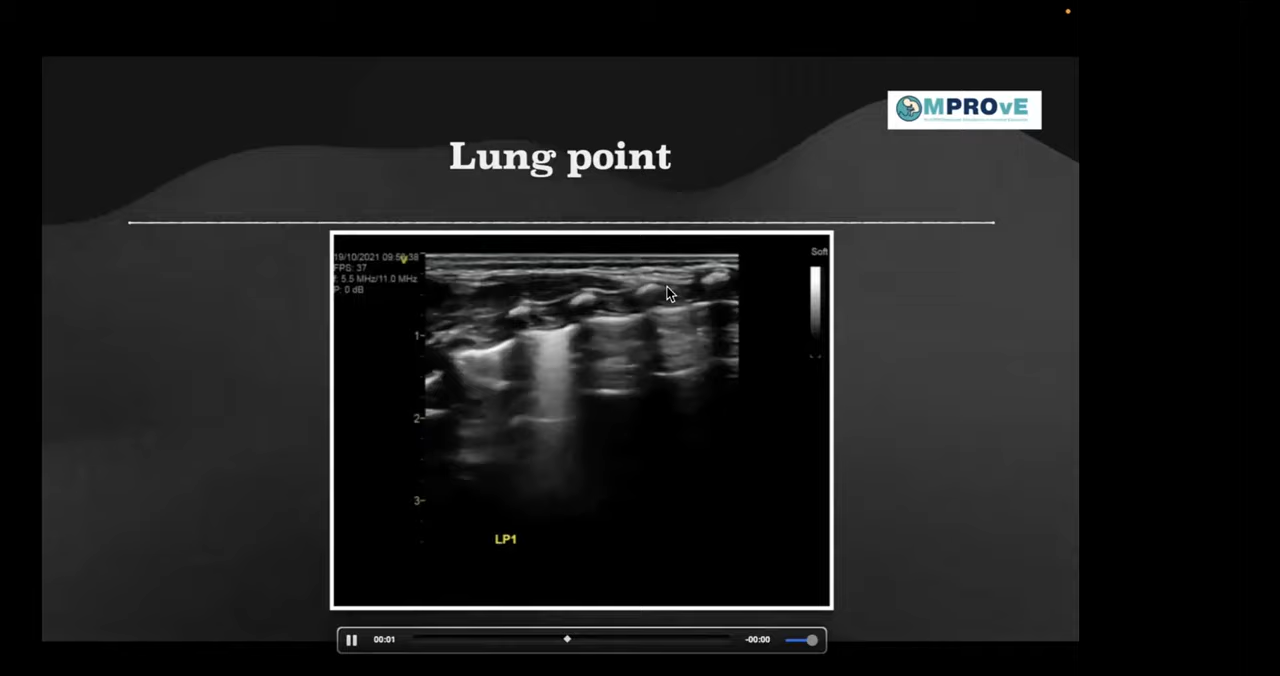 MPROvE
Lung point
19/10/2021 09:53:38
FPS: 37
f: 5.5 MHz/11.0 MHz
P: 0 dB
Soft
1
2
3
LP1
00:01
-00:00